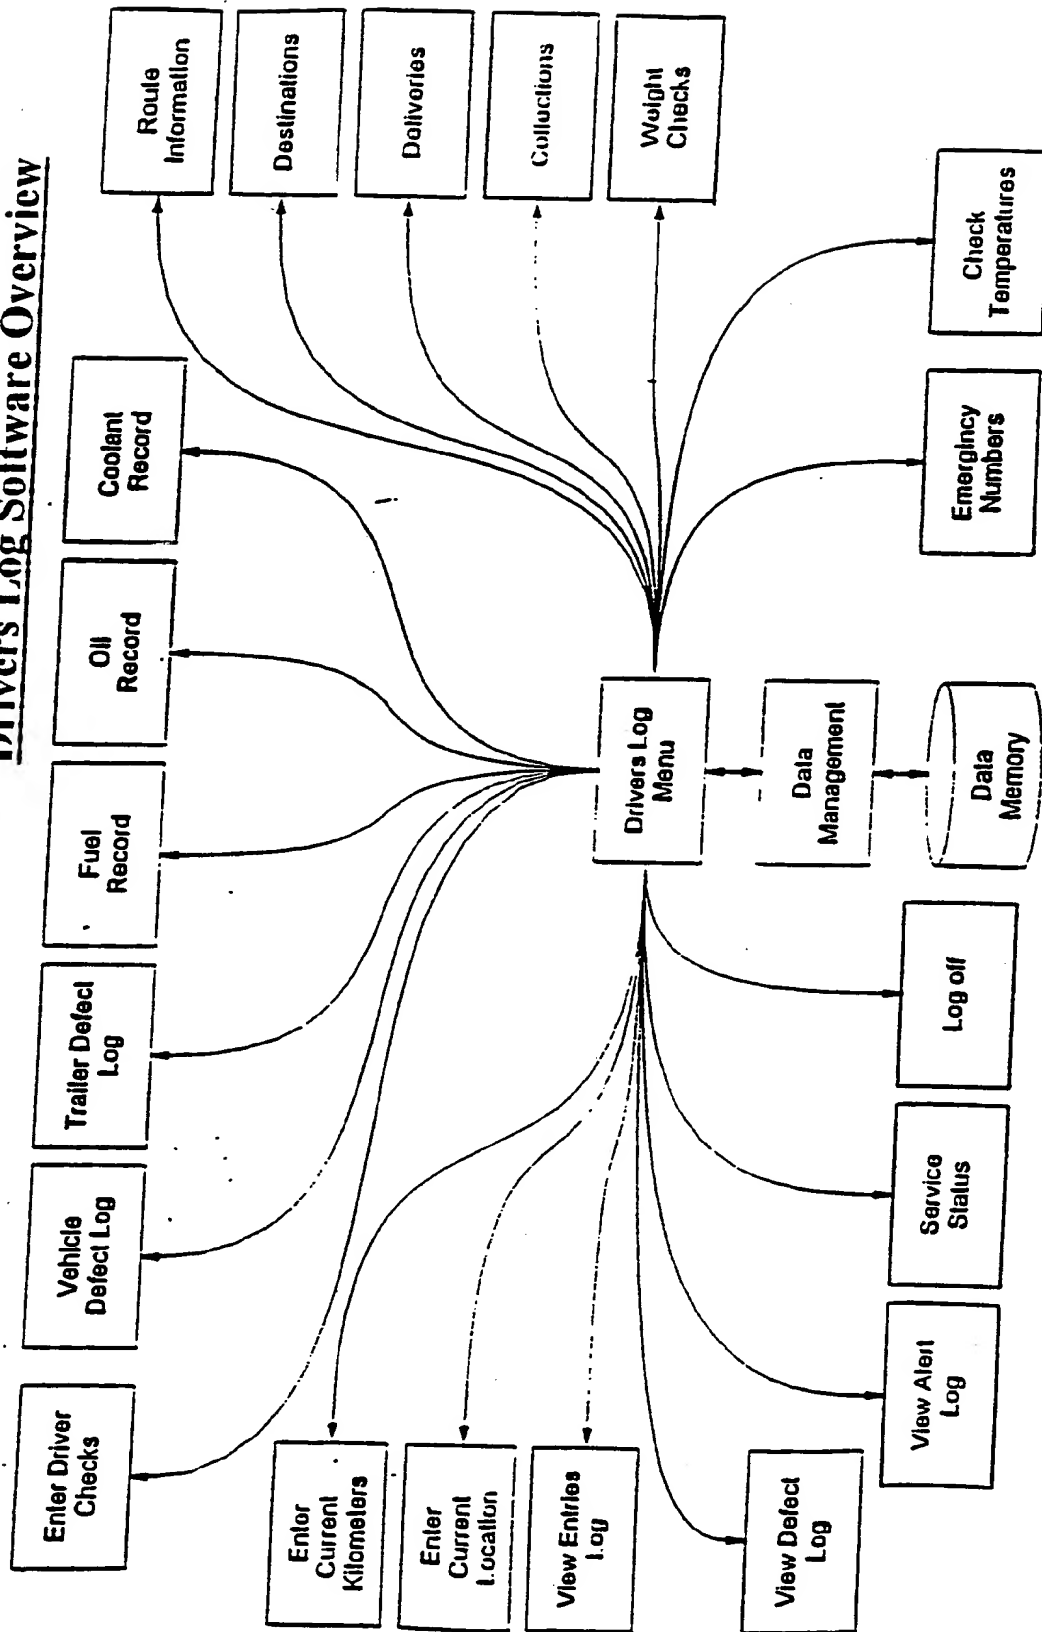 Drivers Log Software Overview
Enter Driver
Checks
Vehicle
Defect Log
Trailer Defect
Log
Fuel
Record
Oil
Record
Coolant
Record
Route
Information
Destinations
Deliveries
Collections
Weight
Checks
Check
Temperatures
Emergincy
Numbers
Drivers Log
Menu
Data
Management
Data
Memory
Enter
Current
Kitometers
Enter
Current
Location
View Entries
Log
View Defect
Log
View Alert
Log
Service
Status
Log off